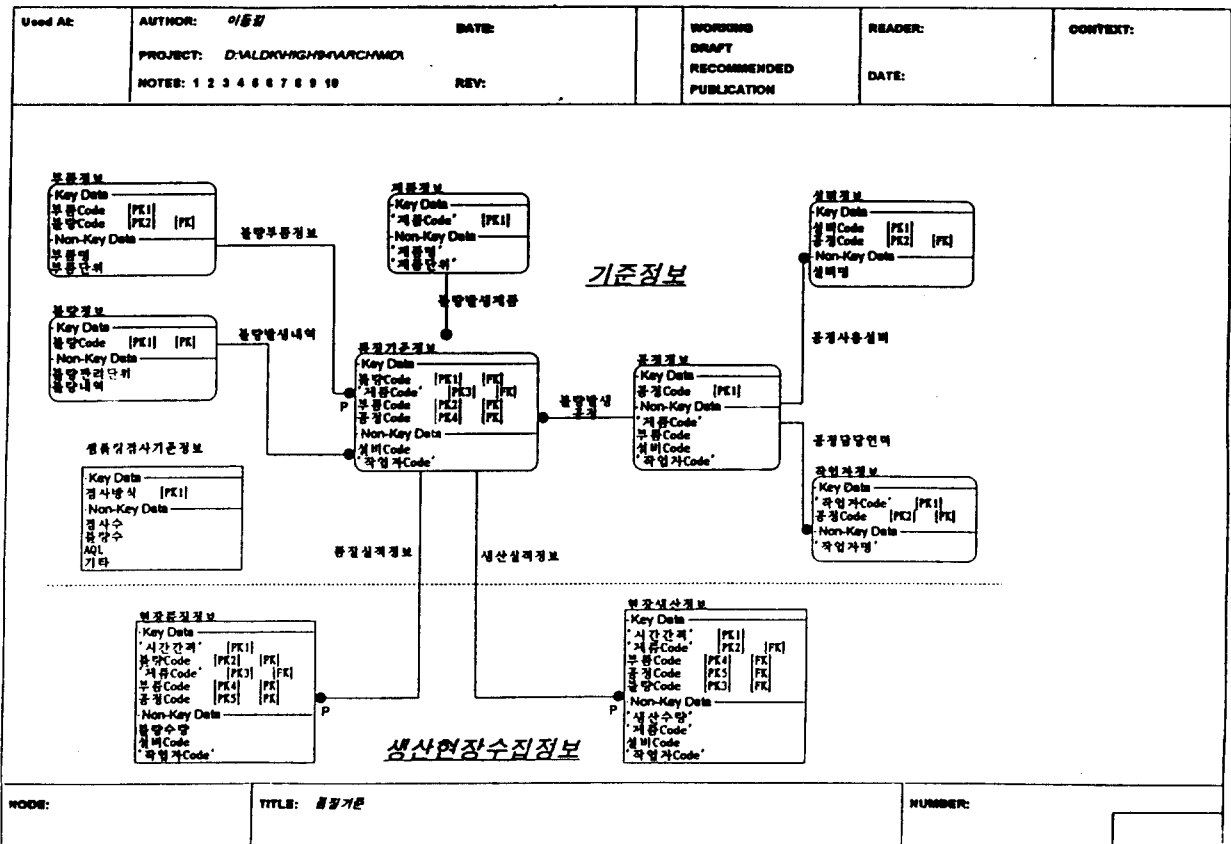 Used At:
AUTHOR: 이동길
DATE:
WORKING
READER:
CONTEXT:
PROJECT: D:\ALDK\HIGH94\ARCH\MD\
DRAFT
RECOMMENDED
DATE:
NOTES: 1 2 3 4 5 6 7 8 9 10
REV:
PUBLICATION
부품정보
Key Data
부품Code [PK1]
불량Code [PK2] [FK]
Non-Key Data
부품명
부품단위
불량부품정보
제품정보
Key Data
'제품Code' [PK1]
Non-Key Data
'제품명'
'제품단위'
불량발생제품
기준정보
설비정보
Key Data
설비Code [PK1]
공정Code [PK2] [FK]
Non-Key Data
설비명
불량정보
Key Data
불량Code [PK1] [FK]
Non-Key Data
불량관리단위
불량내역
불량발생내역
품질기준정보
Key Data
불량Code [PK1] [FK]
'제품Code' [PK3] [FK]
부품Code [PK2] [FK]
공정Code [PK4] [FK]
Non-Key Data
설비Code
'작업자Code'
P
불량발생
공정
공정정보
Key Data
공정Code [PK1]
Non-Key Data
'제품Code'
부품Code
설비Code
'작업자Code'
공정사용설비
공정담당인력
작업자정보
Key Data
'작업자Code' [PK1]
공정Code [PK2] [FK]
Non-Key Data
'작업자명'
샘플링검사기준정보
Key Data
검사방식 [PK1]
Non-Key Data
검사수
불량수
AQL
기타
품질실적정보
생산실적정보
현장품질정보
Key Data
'시간간격' [PK1]
불량Code [PK2] [FK]
'제품Code' [PK3] [FK]
부품Code [PK4] [FK]
공정Code [PK5] [FK]
Non-Key Data
불량수량
설비Code
'작업자Code'
P
생산현장수집정보
현장생산정보
Key Data
'시간간격' [PK1]
'제품Code' [PK2] [FK]
부품Code [PK4] [FK]
공정Code [PK5] [FK]
불량Code [PK3] [FK]
Non-Key Data
'생산수량'
'제품Code'
설비Code
'작업자Code'
P
NODE:
TITLE: 품질기준
NUMBER: